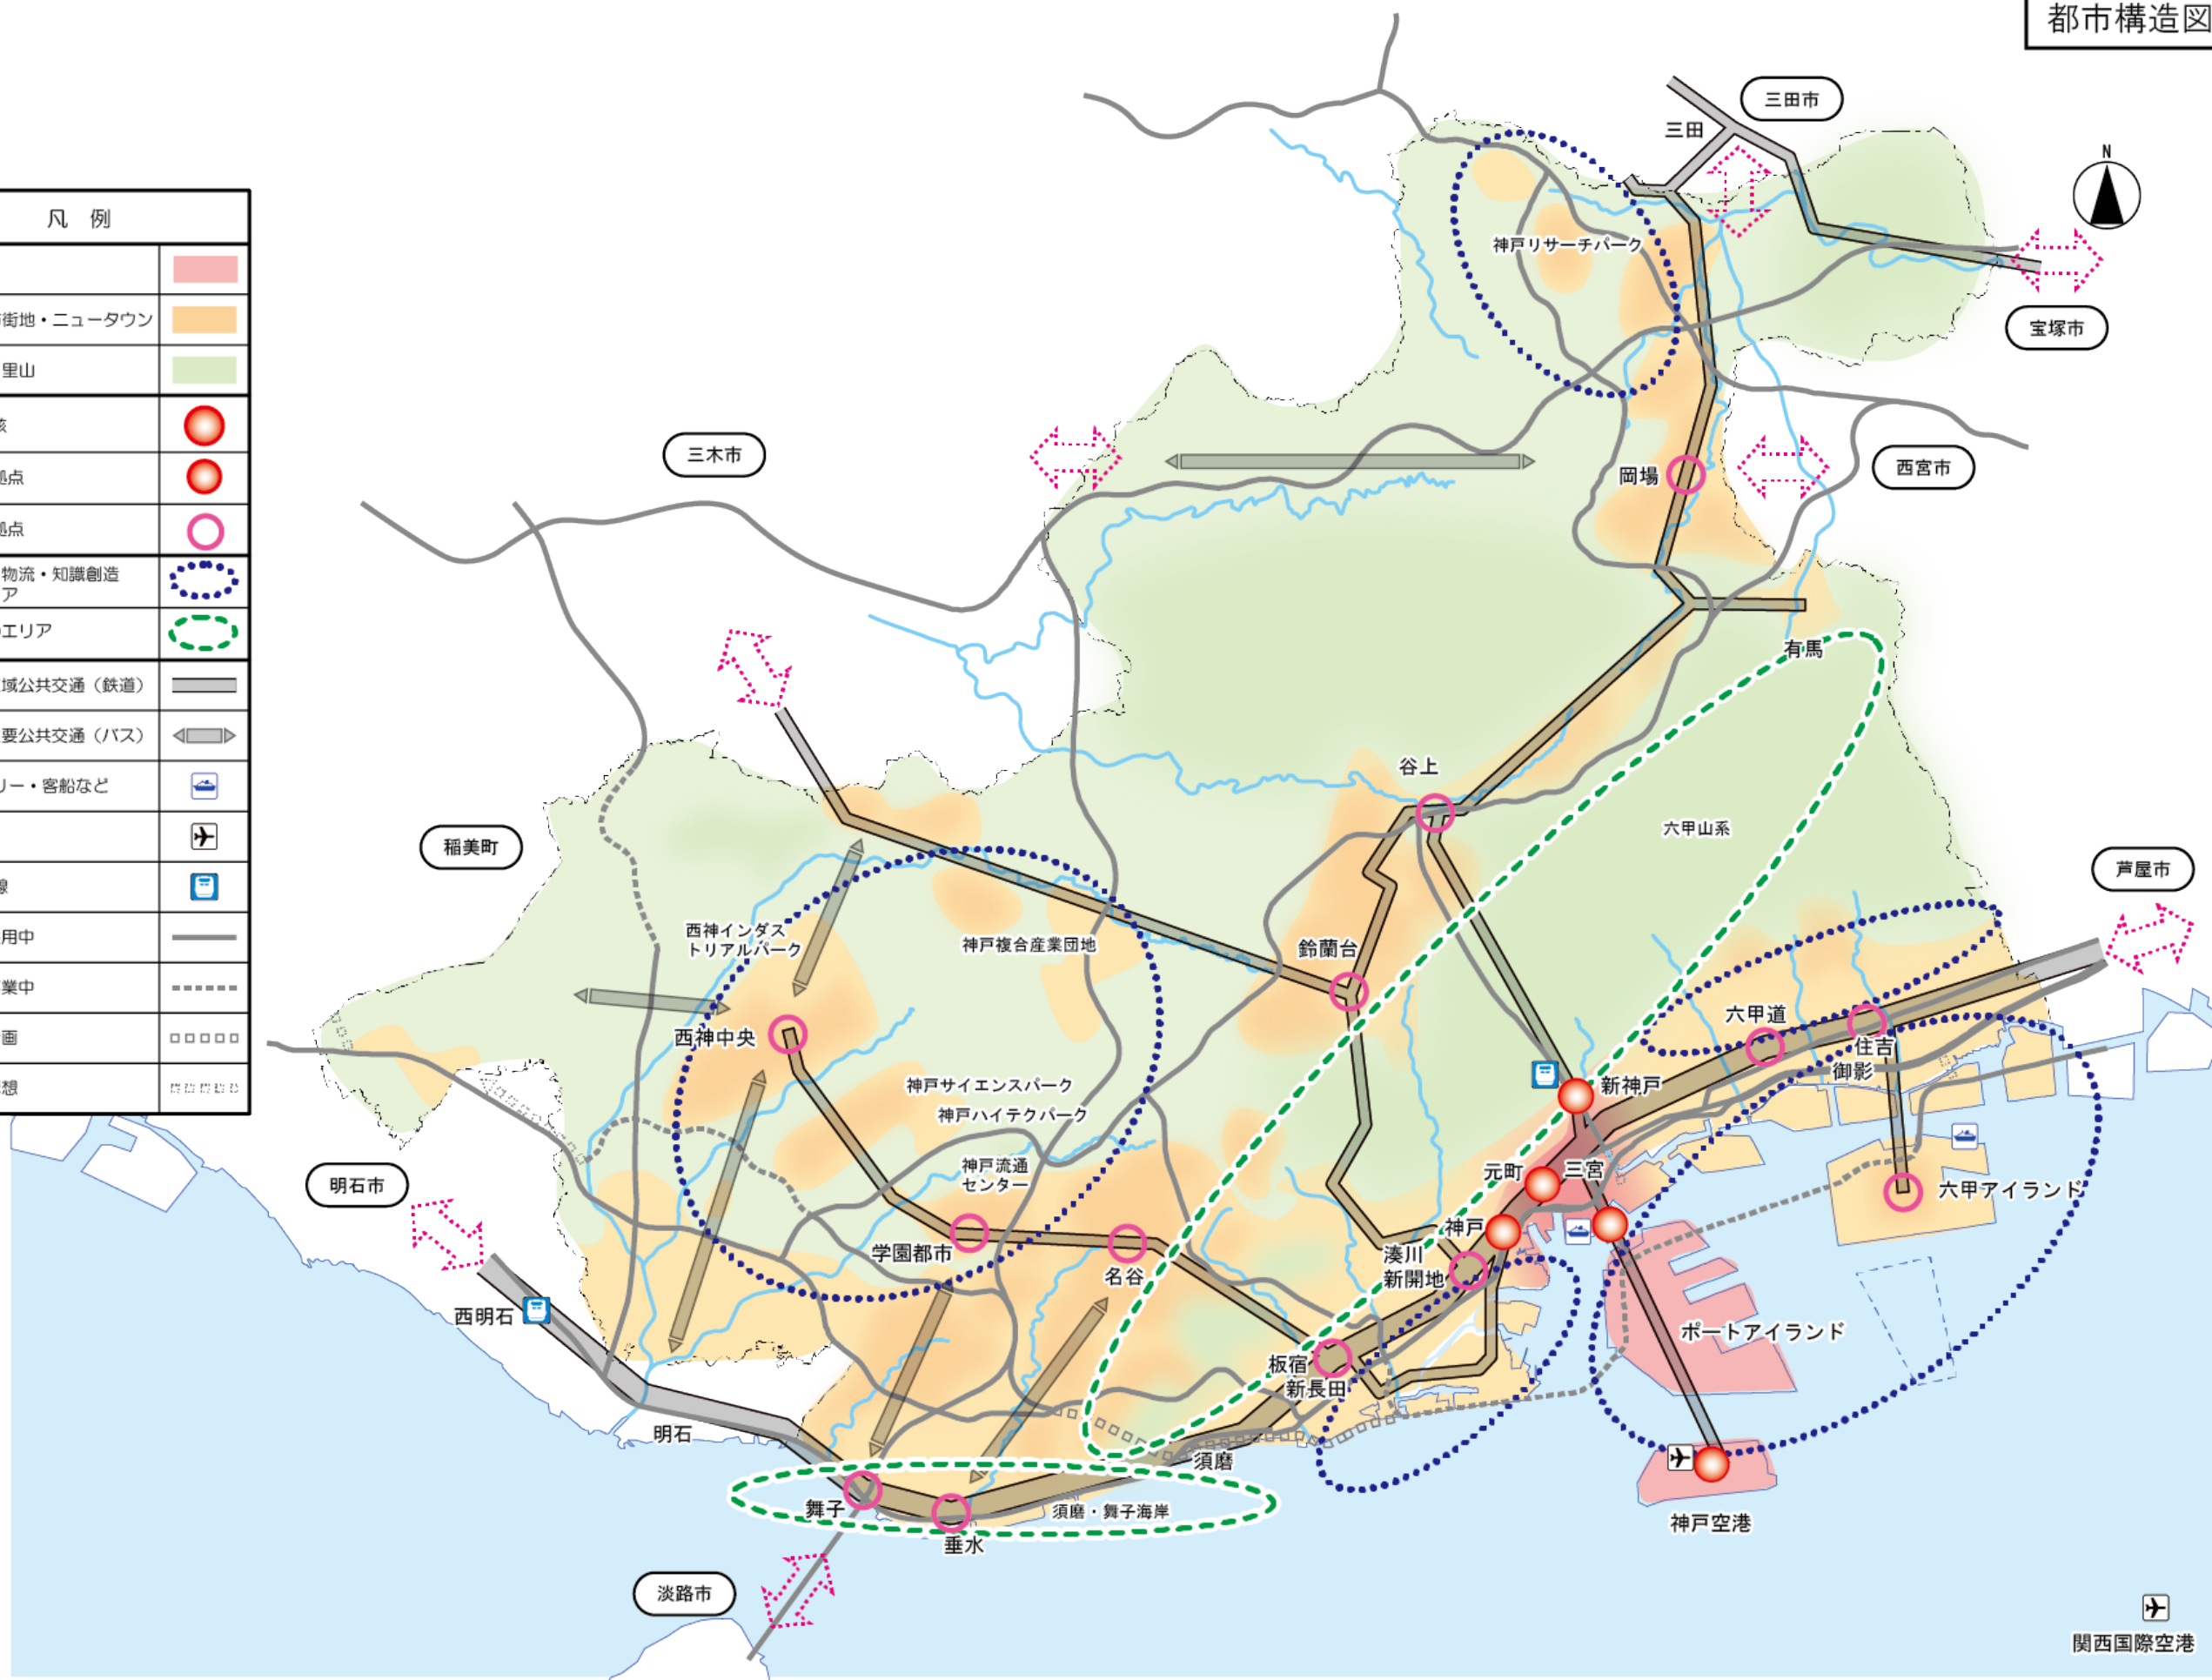 都市構造図
凡 例
街地・ニュータウン
里山
核
拠点
拠点
物流・知識創造
ア
エリア
域公共交通（鉄道）
要公共交通（バス）
リー・客船など
線
用中
業中
画
想
三田市
三田
N
神戸リサーチパーク
宝塚市
三木市
岡場
西宮市
有馬
谷上
六甲山系
稲美町
芦屋市
西神インダス
トリアルパーク
神戸複合産業団地
鈴蘭台
六甲道
西神中央
住吉
御影
神戸サイエンスパーク
新神戸
神戸ハイテクパーク
神戸流通
センター
元町
三宮
明石市
六甲アイランド
神戸
学園都市
名谷
湊川
新開地
西明石
ポートアイランド
板宿
新長田
明石
須磨
舞子
須磨・舞子海岸
神戸空港
垂水
淡路市
関西国際空港